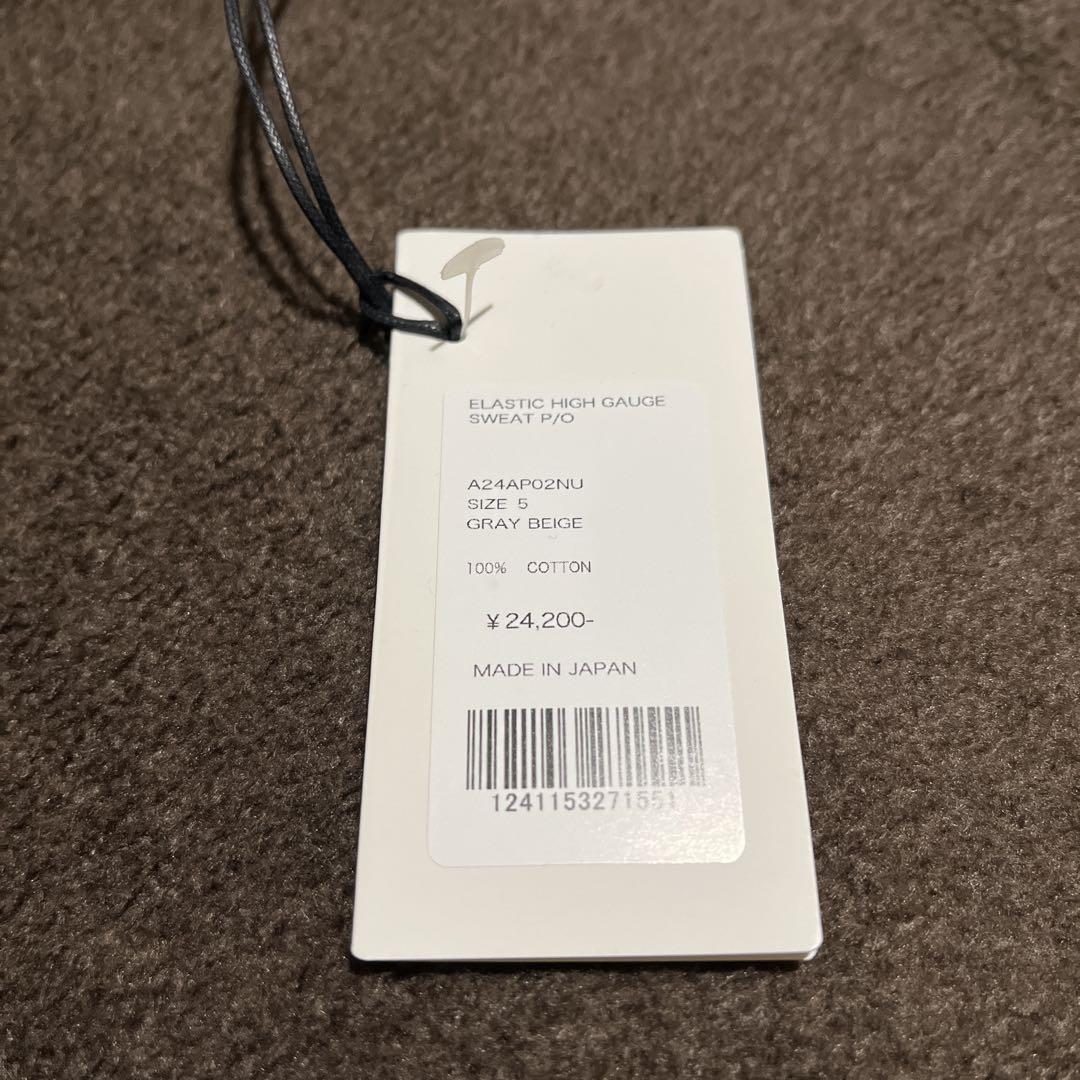 ELASTIC HIGH GAUGE
SWEAT P/O
A24AP02NU
SIZE 5
GRAY BEIGE
100% COTTON
¥24,200-
MADE IN JAPAN
1241153271551